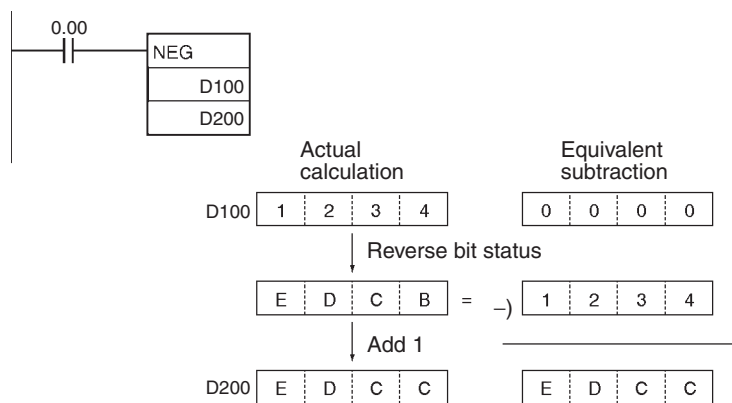 0.00
NEG
D100
D200
Actual calculation
Equivalent subtraction
D100 1 2 3 4 0 0 0 0
Reverse bit status
E D C B = –) 1 2 3 4
Add 1
D200 E D C C E D C C